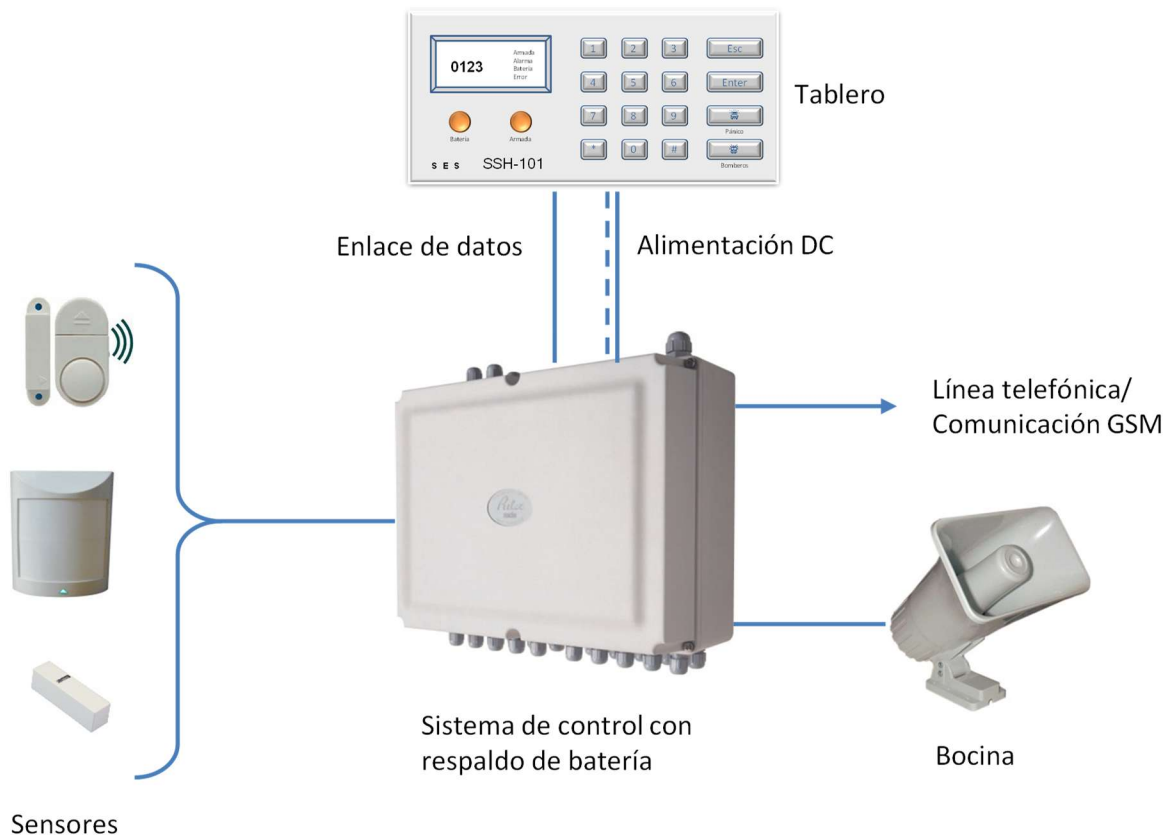 Armada
Alarma
Batería
Error
0123
1 2 3 Esc
4 5 6 Enter
7 8 9
Pánico
* 0 #
Bomberos
Batería Armada
S E S SSH-101
Tablero
Enlace de datos
Alimentación DC
Línea telefónica/
Comunicación GSM
Sistema de control con
respaldo de batería
Bocina
Sensores